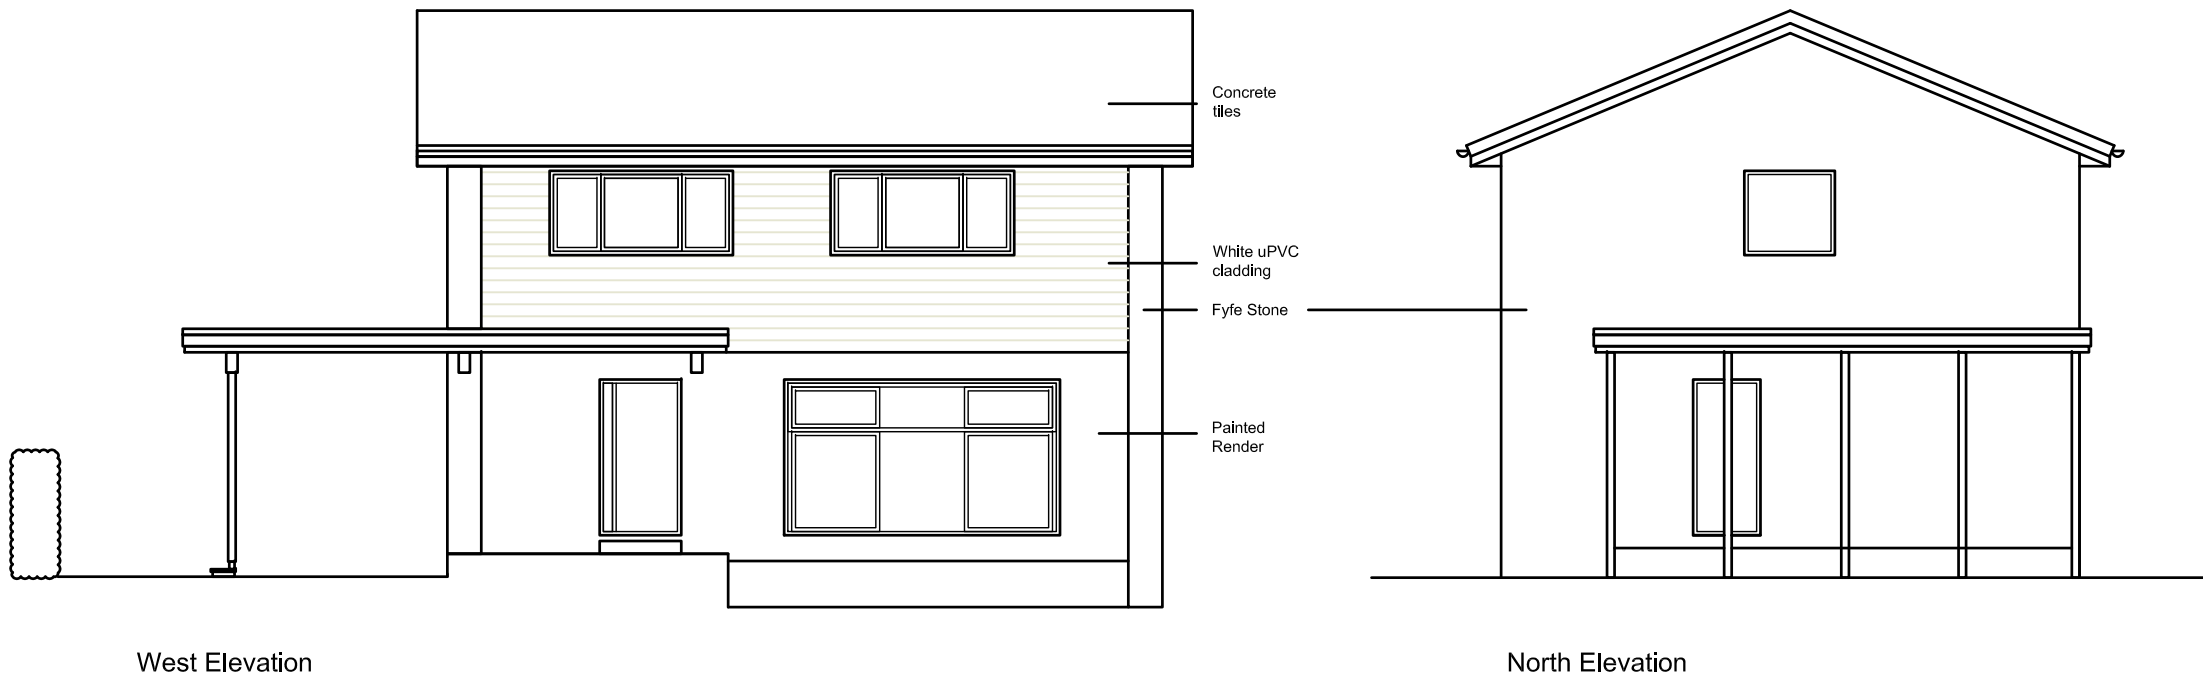 Concrete
tiles
White uPVC
cladding
Fyfe Stone
Painted
Render
West Elevation
North Elevation